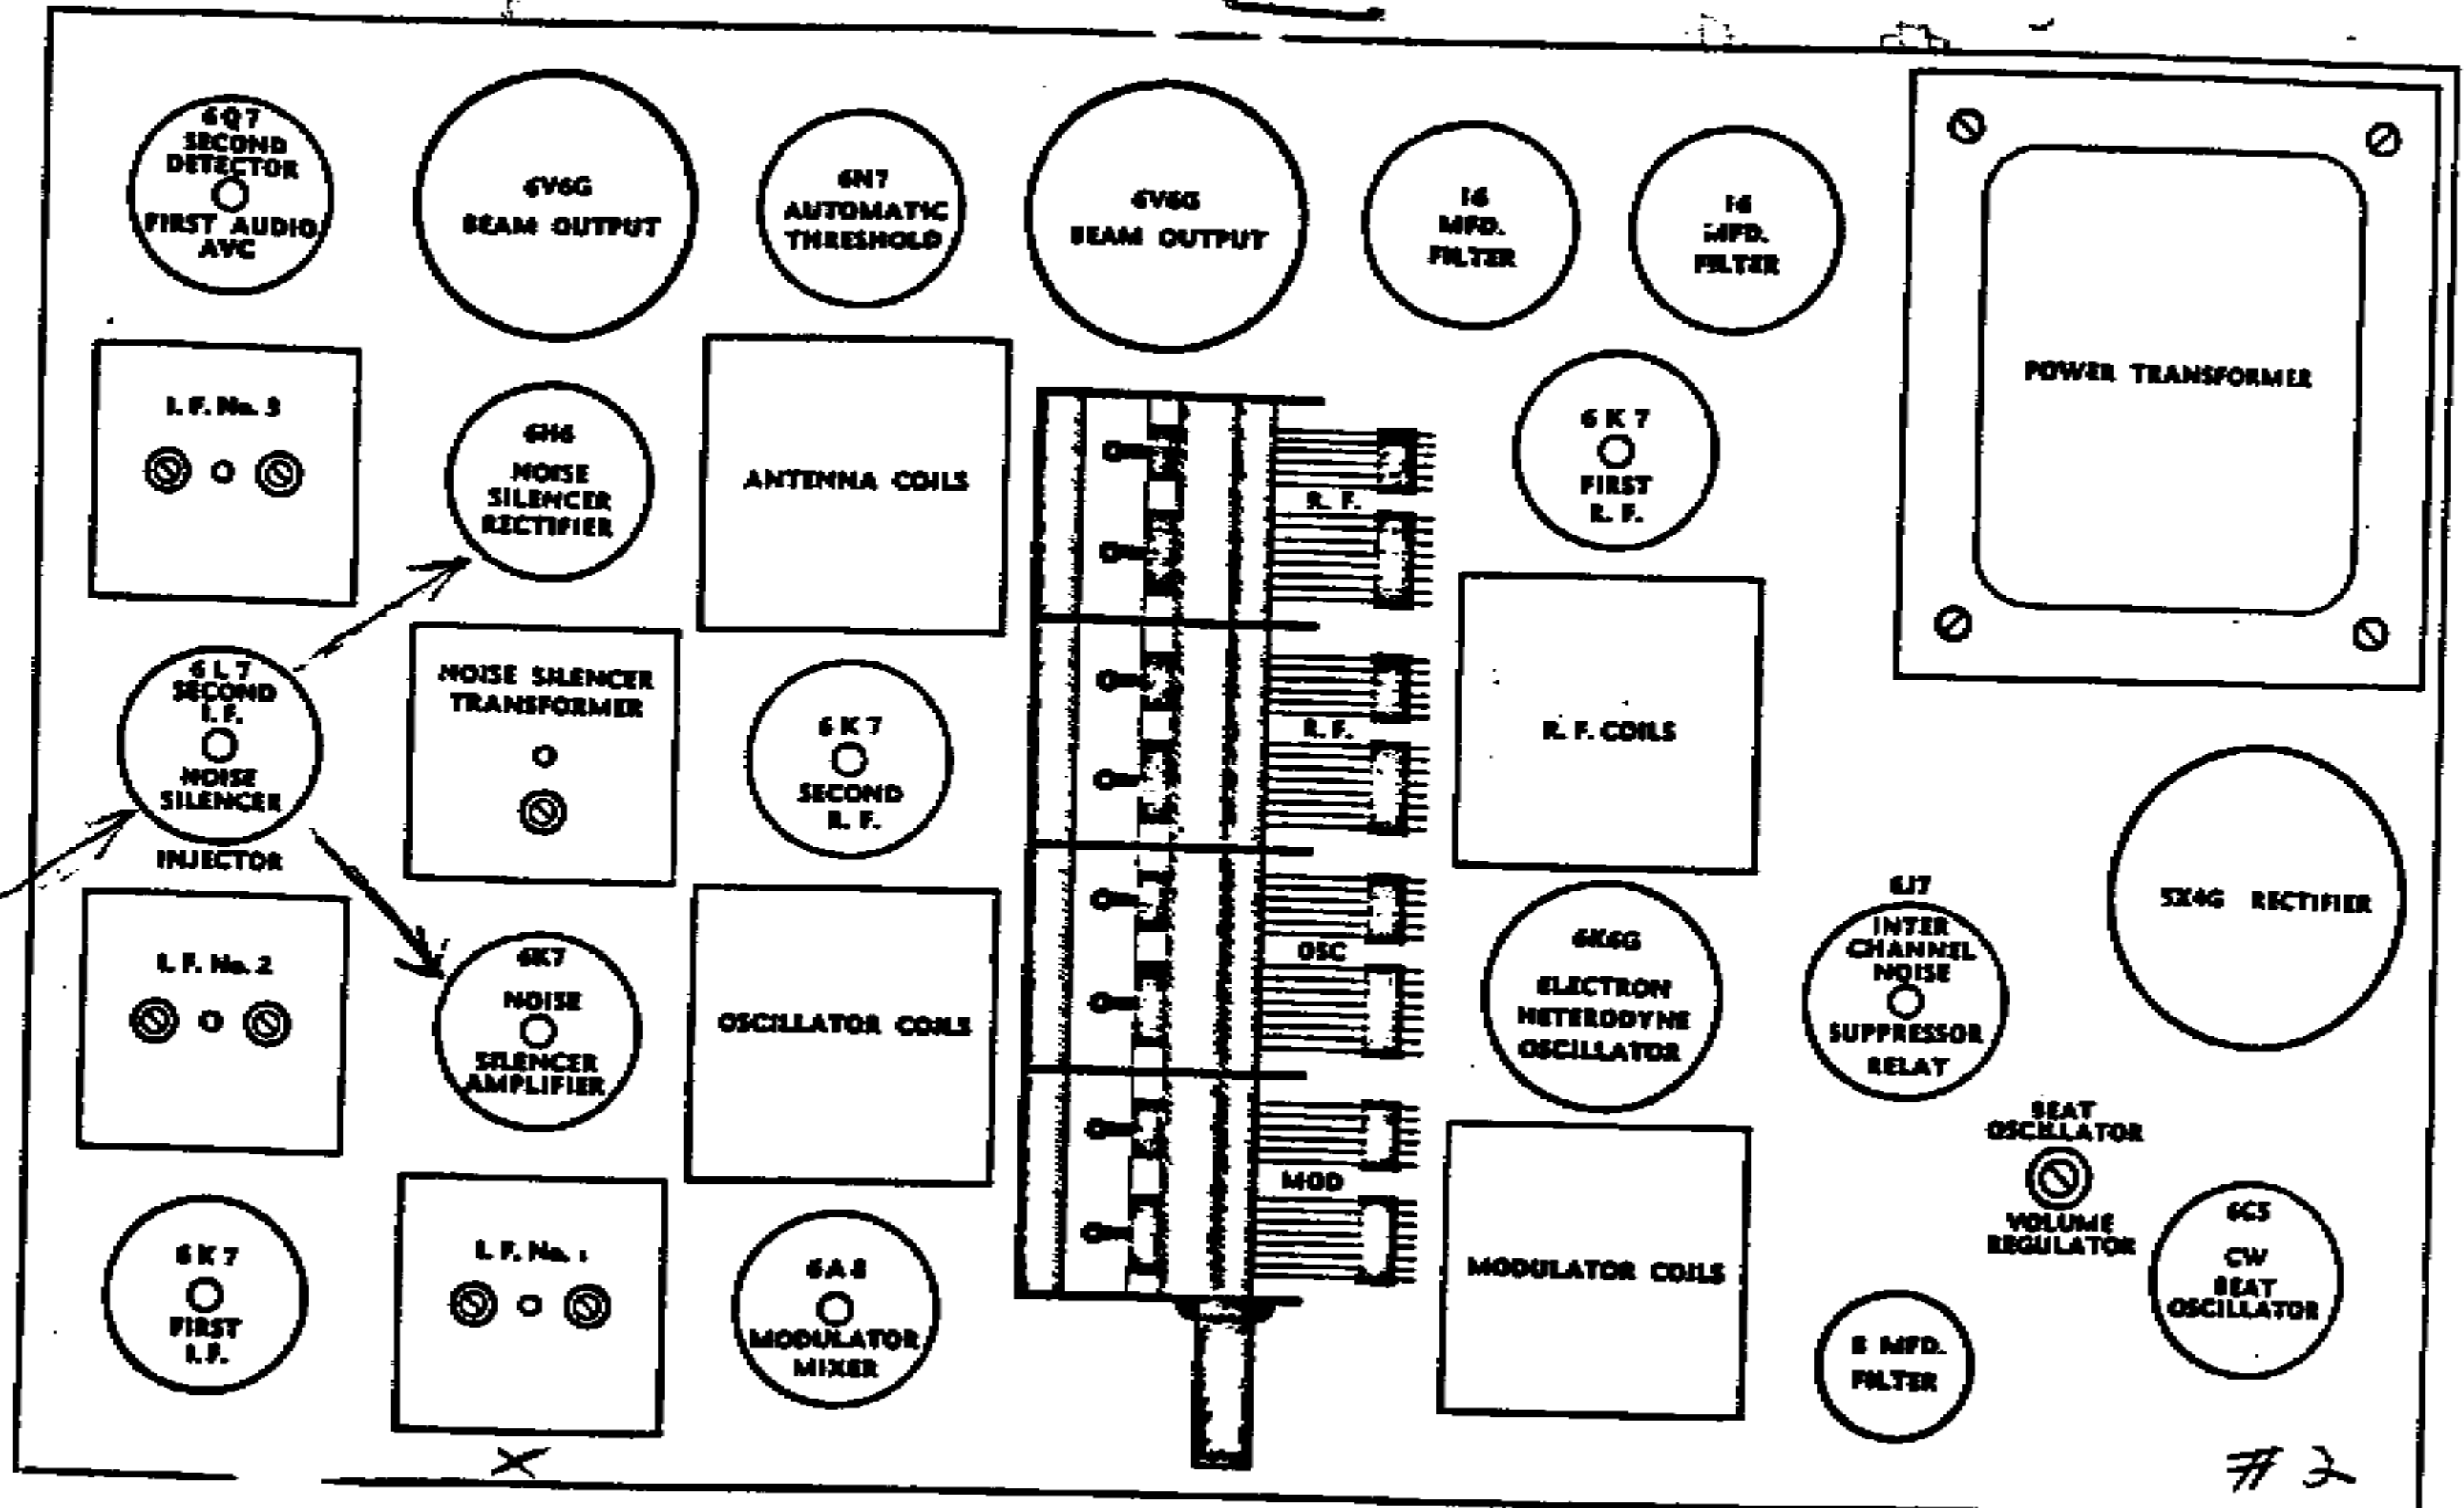 6Q7
SECOND
DETECTOR
FIRST AUDIO
AVC
6V6G
BEAM OUTPUT
6N7
AUTOMATIC
THRESHOLD
6V6G
BEAM OUTPUT
16
MFD.
FILTER
16
MFD.
FILTER
POWER TRANSFORMER
I. F. No. 3
6H6
NOISE
SILENCER
RECTIFIER
ANTENNA COILS
R. F.
6 K 7
FIRST
R. F.
6 L 7
SECOND
I. F.
NOISE
SILENCER
INJECTOR
NOISE SILENCER
TRANSFORMER
6 K 7
SECOND
R. F.
R. F.
R. F. COILS
5X4G RECTIFIER
I. F. No. 2
6K7
NOISE
SILENCER
AMPLIFIER
OSCILLATOR COILS
OSC
6K6G
ELECTRON
HETERODYNE
OSCILLATOR
6J7
INTER
CHANNEL
NOISE
SUPPRESSOR
RELAT
BEAT
OSCILLATOR
VOLUME
REGULATOR
6 K 7
FIRST
I. F.
I. F. No. 1
6A8
MODULATOR
MIXER
MOD
MODULATOR COILS
8 MFD.
FILTER
6C5
CW
BEAT
OSCILLATOR
X
# 2